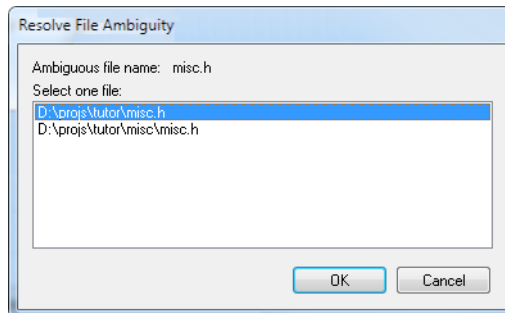 Resolve File Ambiguity
Ambiguous file name: misc.h
Select one file:
D:\projs\tutor\misc.h
D:\projs\tutor\misc\misc.h
OK Cancel